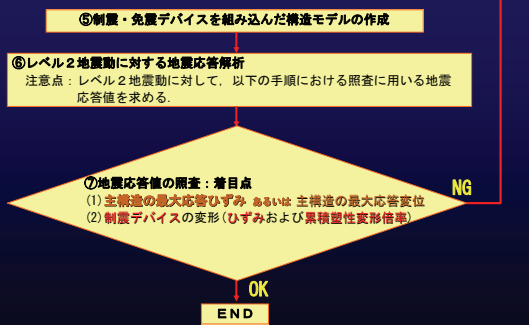 ⑤制震・免震デバイスを組み込んだ構造モデルの作成
⑥レベル2地震動に対する地震応答解析
注意点：レベル2地震動に対して，以下の手順における照査に用いる地震
応答値を求める．
⑦地震応答値の照査：着目点
(1)主構造の最大応答ひずみ あるいは 主構造の最大応答変位
(2)制震デバイスの変形(ひずみおよび累積塑性変形倍率)
NG
OK
END